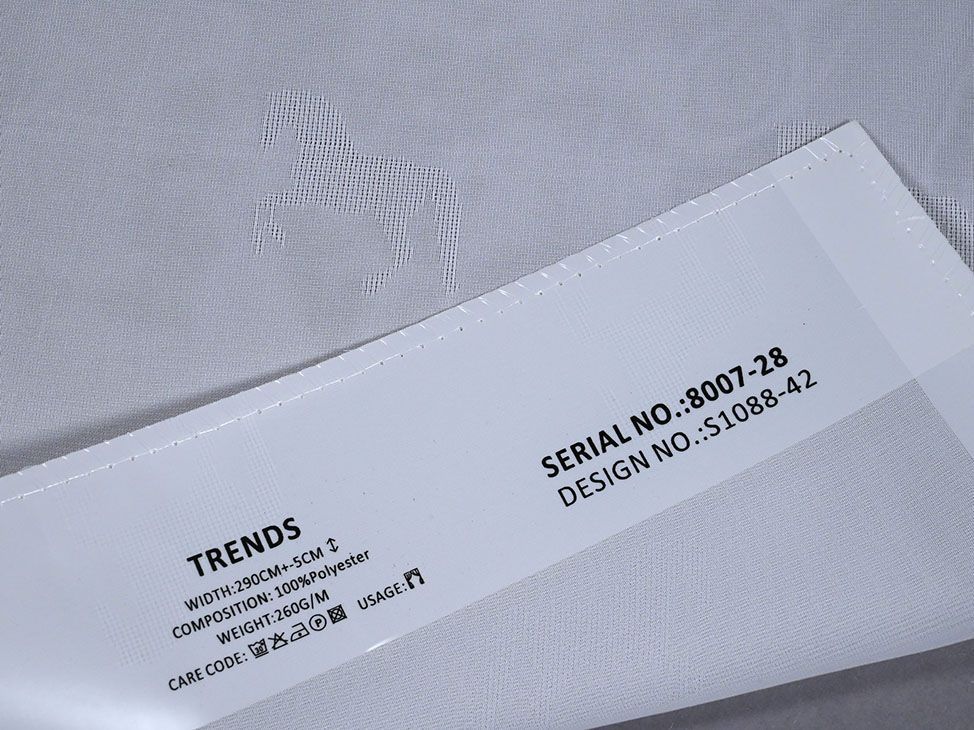 SERIAL NO.:8007-28
DESIGN NO.:S1088-42
TRENDS
WIDTH:290CM+-5CM
COMPOSITION: 100%Polyester
WEIGHT:260G/M
CARE CODE: 30 P USAGE: